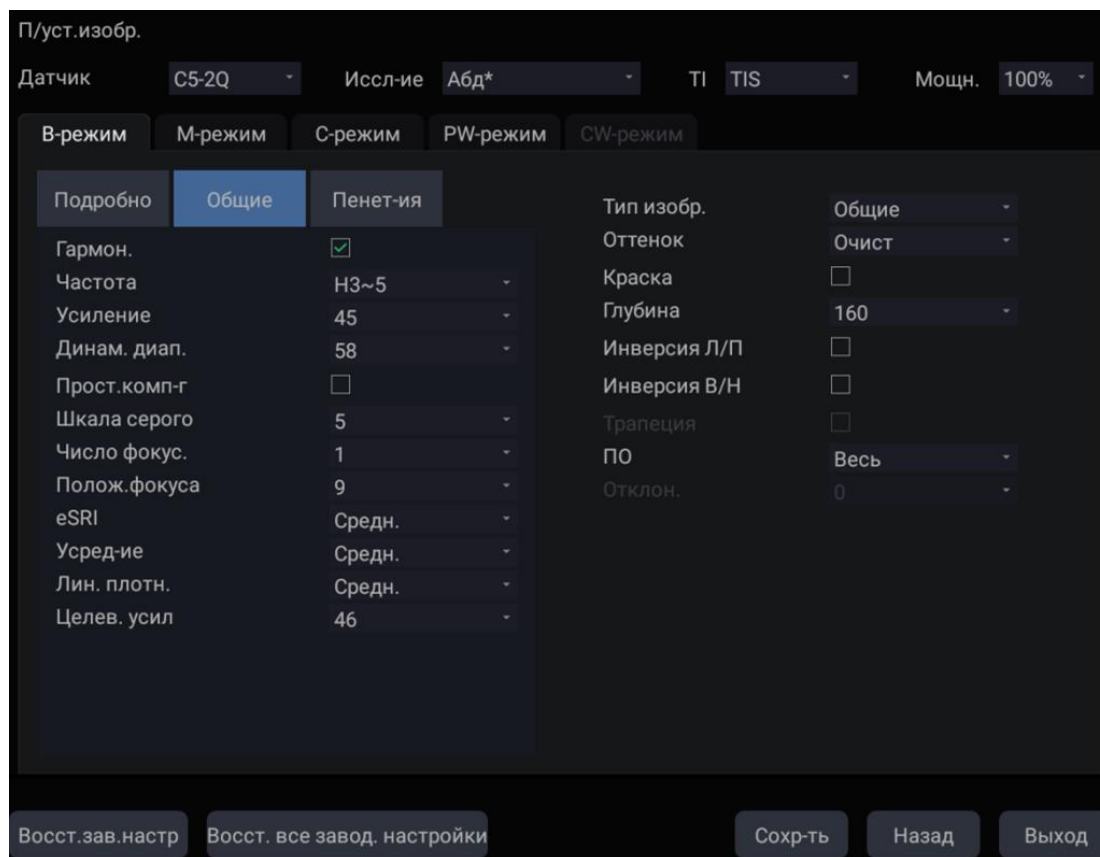 П/уст.изобр.
Датчик C5-2Q Иссл-ие Абд* TI TIS Мощн. 100%
B-режим M-режим C-режим PW-режим CW-режим
Подробно Общие Пенет-ия
Гармон.
Частота H3~5
Усиление 45
Динам. диап. 58
Прост.комп-г
Шкала серого 5
Число фокус. 1
Полож.фокуса 9
eSRI Средн.
Усред-ие Средн.
Лин. плотн. Средн.
Целев. усил 46
Тип изобр. Общие
Оттенок Очист
Краска
Глубина 160
Инверсия Л/П
Инверсия В/Н
Трапеция
ПО Весь
Отклон. 0
Восст.зав.настр Восст. все завод. настройки Сохр-ть Назад Выход